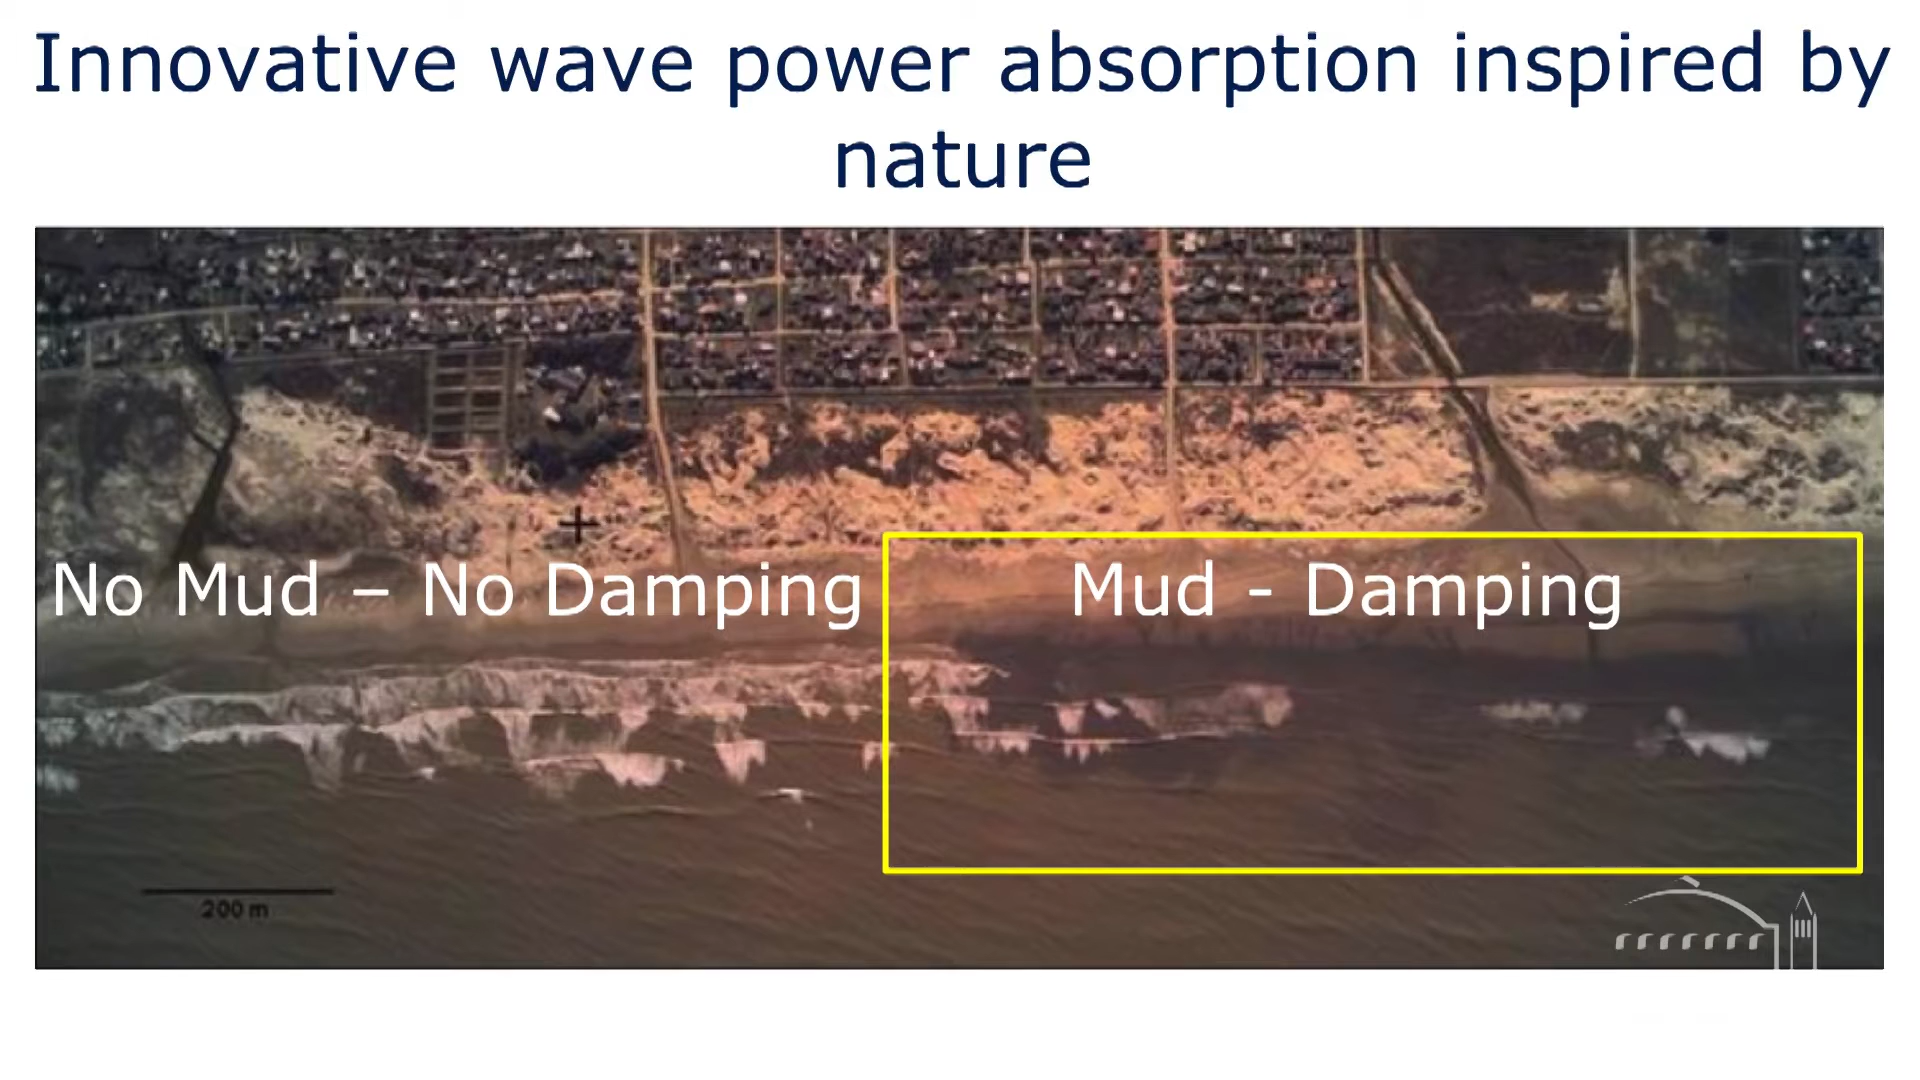 Innovative wave power absorption inspired by
nature
No Mud – No Damping
Mud - Damping
200 m